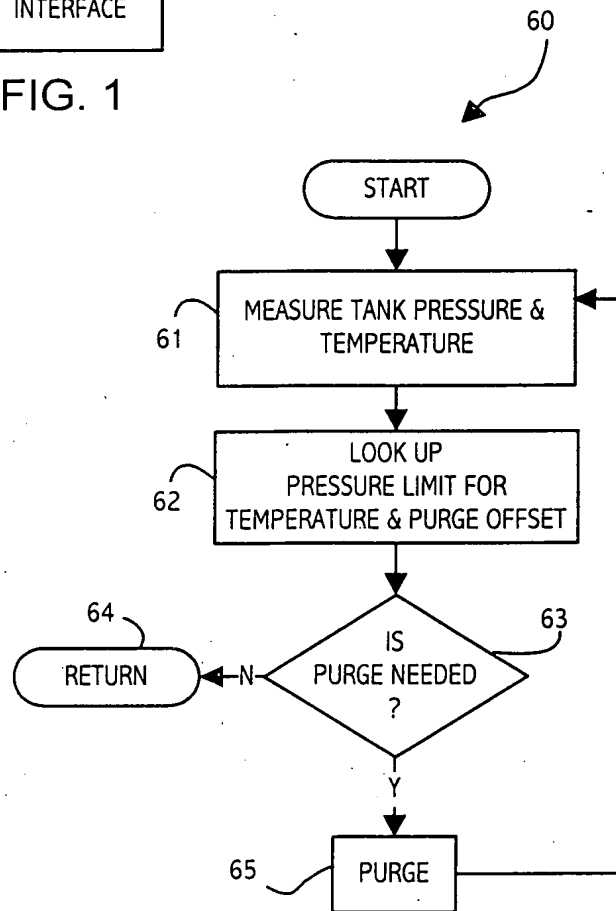 INTERFACE
FIG. 1
60
START
MEASURE TANK PRESSURE &
TEMPERATURE
61
LOOK UP
PRESSURE LIMIT FOR
TEMPERATURE & PURGE OFFSET
62
64
63
IS
PURGE NEEDED
?
RETURN
N
Y
65
PURGE